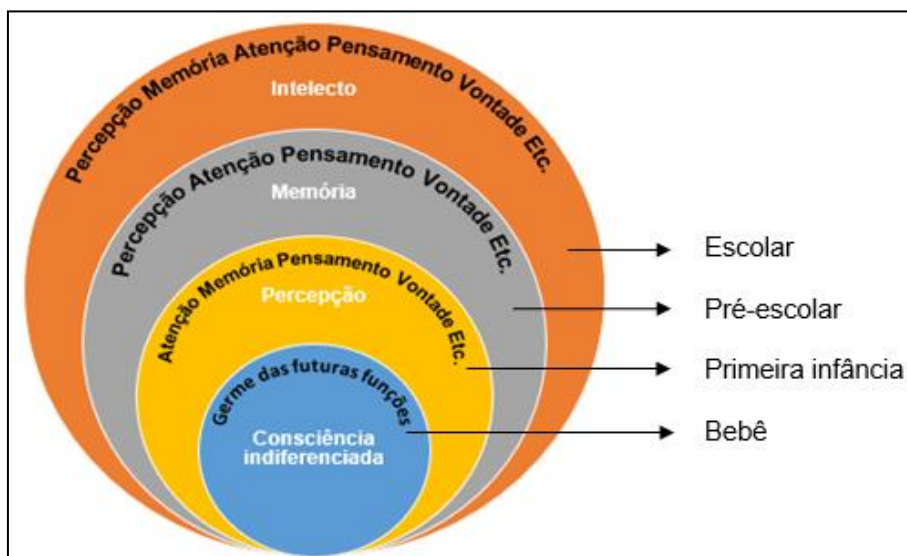 Percepção Memória Atenção Pensamento Vontade Etc.
Intelecto
Percepção Atenção Pensamento Vontade Etc.
Memória
Atenção Memória Pensamento Vontade Etc.
Percepção
Germe das futuras funções
Consciência
indiferenciada
Escolar
Pré-escolar
Primeira infância
Bebê